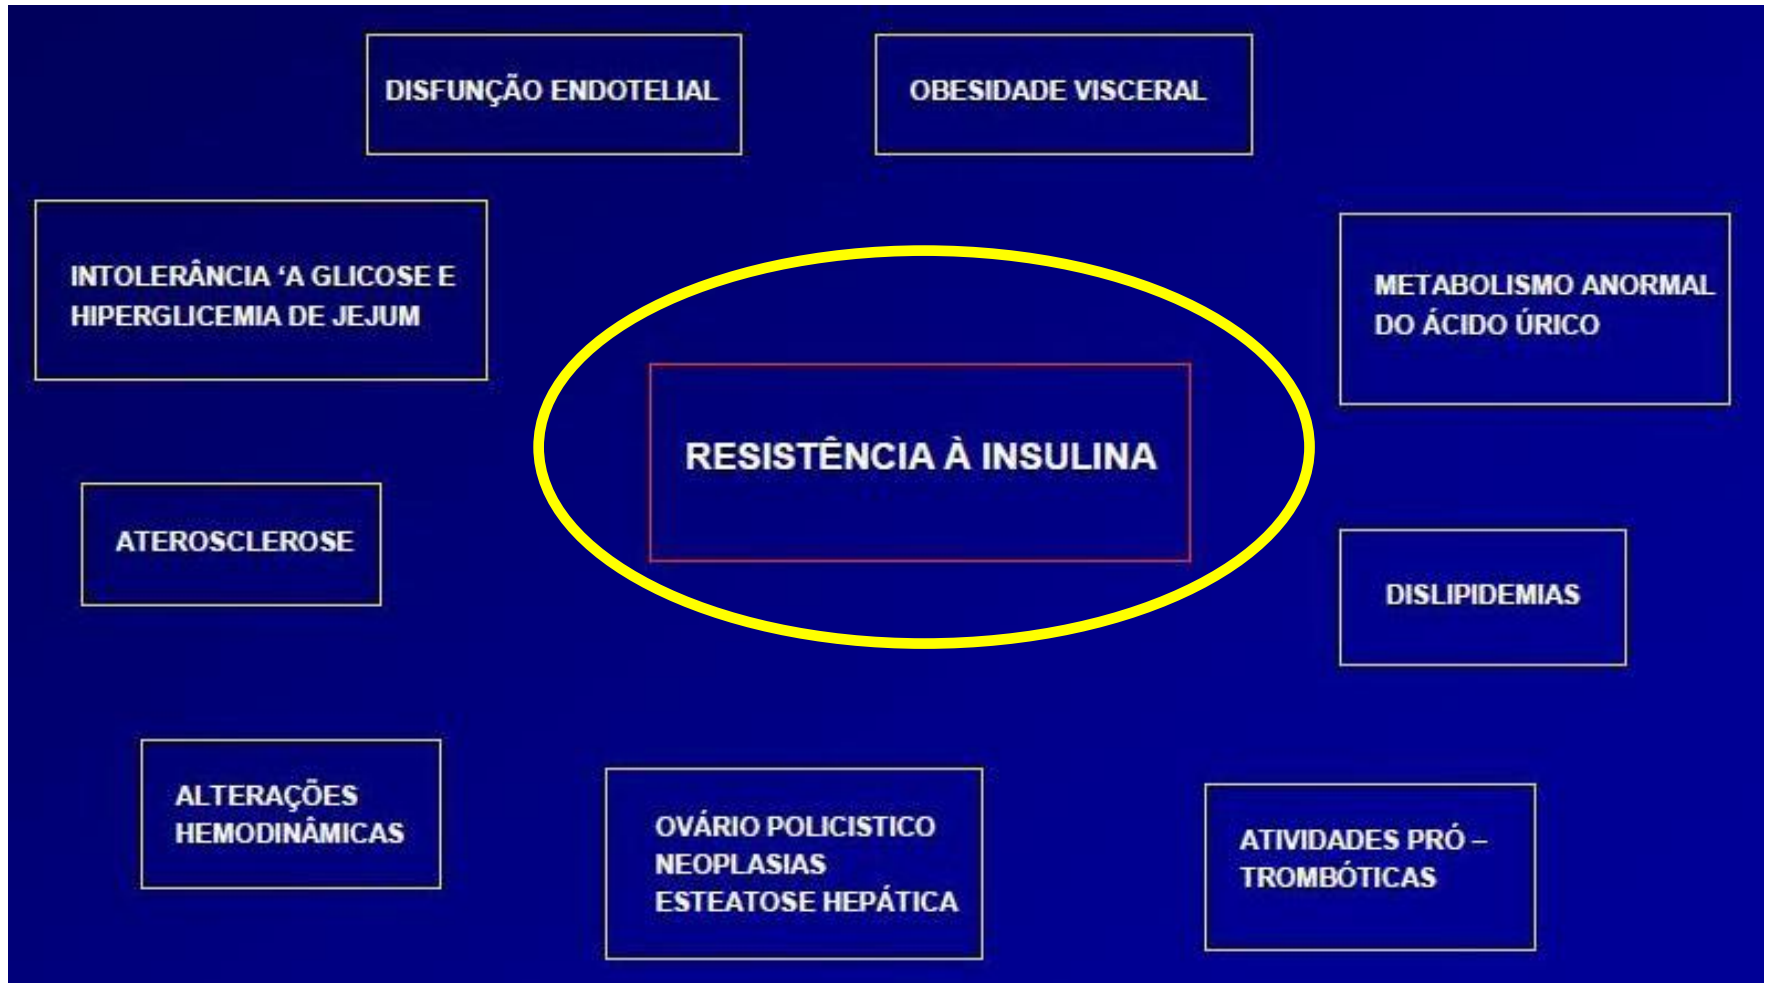 DISFUNÇÃO ENDOTELIAL
OBESIDADE VISCERAL
INTOLERÂNCIA ‘A GLICOSE E
HIPERGLICEMIA DE JEJUM
METABOLISMO ANORMAL
DO ÁCIDO ÚRICO
RESISTÊNCIA À INSULINA
ATEROSCLEROSE
DISLIPIDEMIAS
ALTERAÇÕES
HEMODINÂMICAS
OVÁRIO POLICISTICO
NEOPLASIAS
ESTEATOSE HEPÁTICA
ATIVIDADES PRÓ –
TROMBÓTICAS